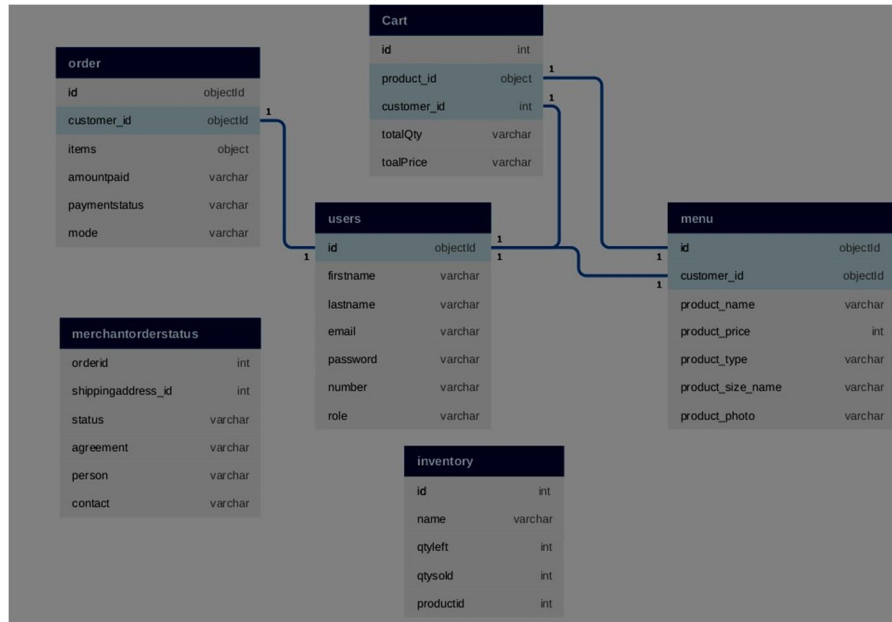 Cart
id int
product_id object
customer_id int
totalQty varchar
toalPrice varchar
order
id objectId
customer_id objectId
items object
amountpaid varchar
paymentstatus varchar
mode varchar
1
1
1
users
id objectId
firstname varchar
lastname varchar
email varchar
password varchar
number varchar
role varchar
1
1
1
menu
id objectId
customer_id objectId
product_name varchar
product_price int
product_type varchar
product_size_name varchar
product_photo varchar
1
1
merchantorderstatus
orderid int
shippingaddress_id int
status varchar
agreement varchar
person varchar
contact varchar
inventory
id int
name varchar
qtyleft int
qtysold int
productid int